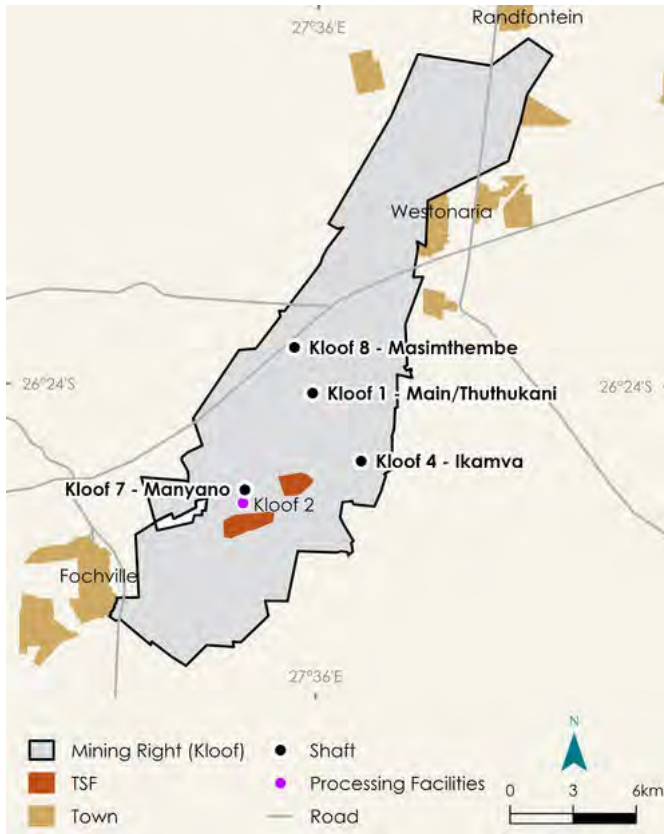 Randfontein
27°36'E
Westonaria
Kloof 8 - Masimthembe
26°24'S
26°24'S
Kloof 1 - Main/Thuthukani
Kloof 4 - Ikamva
Kloof 7 - Manyano
Kloof 2
Fochville
27°36'E
N
Mining Right (Kloof)
Shaft
TSF
Processing Facilities
0 3 6km
Town
Road